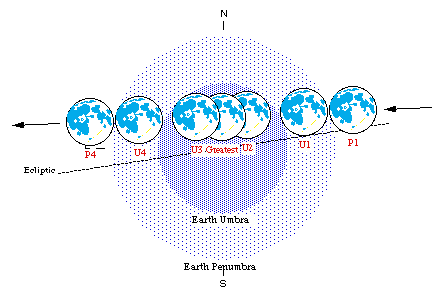 N
P4
U4
U3 Greatest U2
U1
P1
Ecliptic
Earth Umbra
Earth Penumbra
S